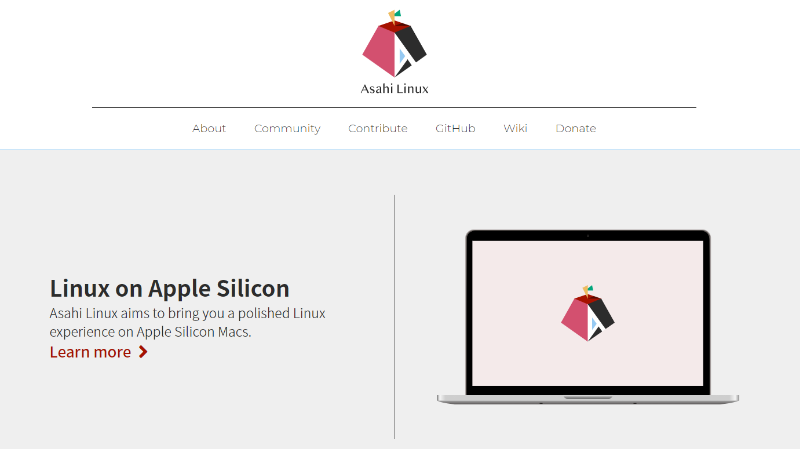 Asahi Linux
About Community Contribute GitHub Wiki Donate
Linux on Apple Silicon
Asahi Linux aims to bring you a polished Linux
experience on Apple Silicon Macs.
Learn more